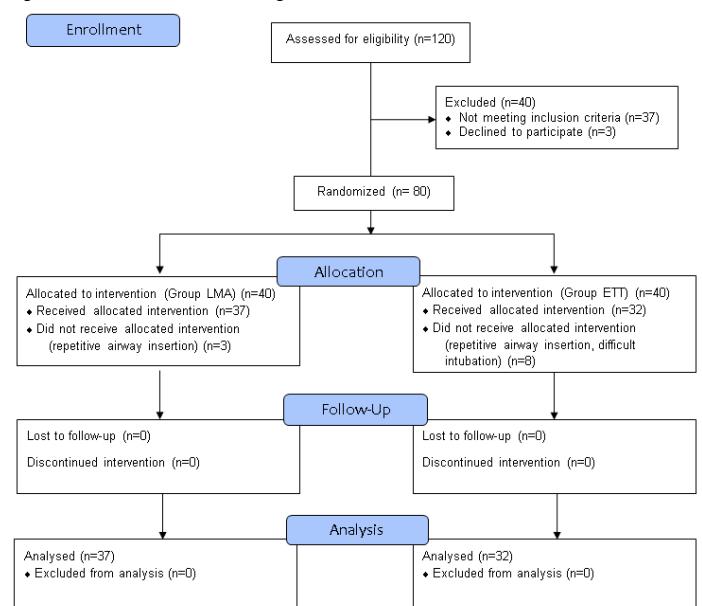 Enrollment
Assessed for eligibility (n=120)
Excluded (n=40)
⬥ Not meeting inclusion criteria (n=37)
⬥ Declined to participate (n=3)
Randomized (n= 80)
Allocation
Allocated to intervention (Group LMA) (n=40)
⬥ Received allocated intervention (n=37)
⬥ Did not receive allocated intervention
(repetitive airway insertion) (n=3)
Allocated to intervention (Group ETT) (n=40)
⬥ Received allocated intervention (n=32)
⬥ Did not receive allocated intervention
(repetitive airway insertion, difficult
intubation) (n=8)
Follow-Up
Lost to follow-up (n=0)
Discontinued intervention (n=0)
Lost to follow-up (n=0)
Discontinued intervention (n=0)
Analysis
Analysed (n=37)
⬥ Excluded from analysis (n=0)
Analysed (n=32)
⬥ Excluded from analysis (n=0)